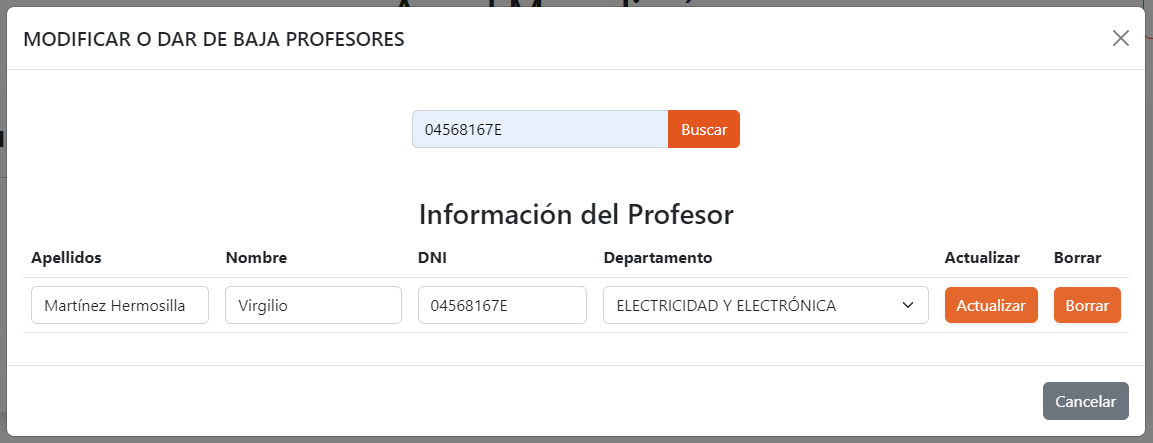 MODIFICAR O DAR DE BAJA PROFESORES
04568167E Buscar
Información del Profesor
Apellidos Nombre DNI Departamento Actualizar Borrar
Martínez Hermosilla Virgilio 04568167E ELECTRICIDAD Y ELECTRÓNICA Actualizar Borrar
Cancelar